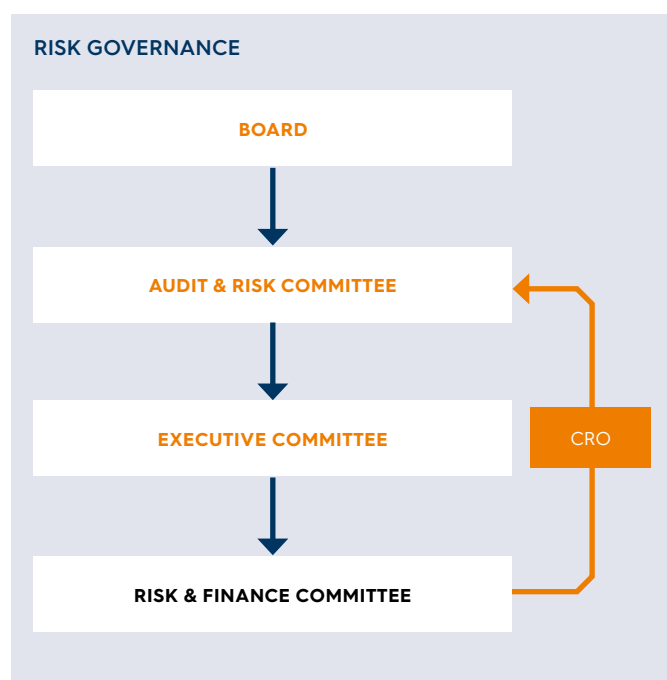 RISK GOVERNANCE
BOARD
AUDIT & RISK COMMITTEE
EXECUTIVE COMMITTEE
CRO
RISK & FINANCE COMMITTEE